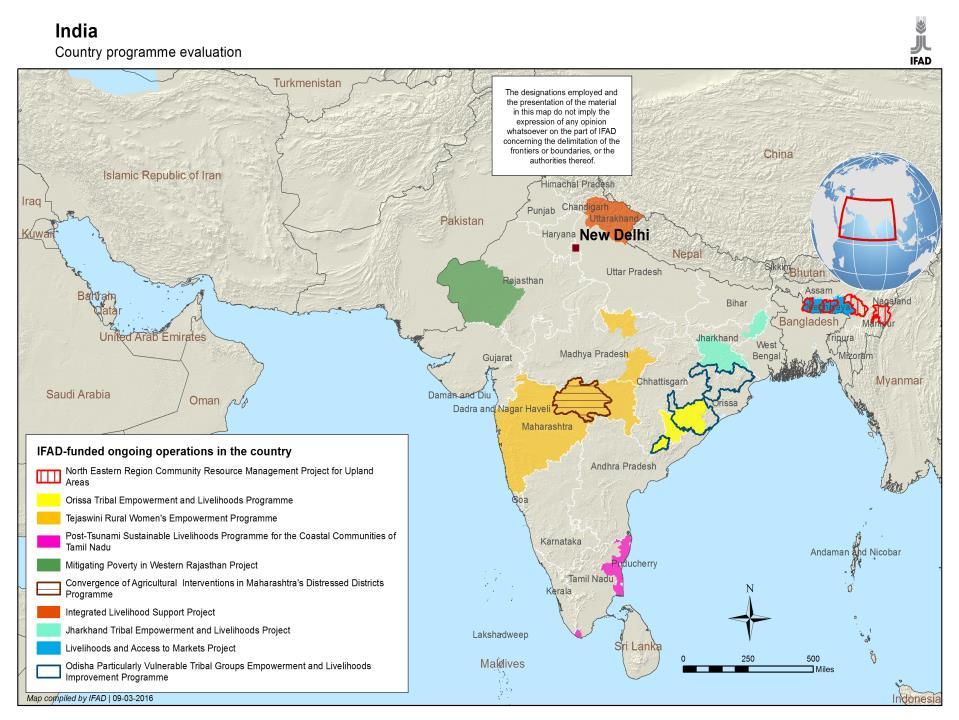 India
Country programme evaluation
IFAD
Turkmenistan
The designations employed and
the presentation of the material
in this map do not imply the
expression of any opinion
whatsoever on the part of IFAD
concerning the delimitation of the
frontiers or boundaries, or the
authorities thereof.
China
Islamic Republic of Iran
Himachal Pradesh
Iraq
Chandigarh
Punjab
Uttarakhand
Pakistan
Kuwait
Haryana
New Delhi
Nepal
Sikkim
Bhutan
Uttar Pradesh
Rajasthan
Assam
Bahrain
Nagaland
Bihar
Qatar
Bangladesh
Manipur
United Arab Emirates
Jharkhand
Tripura
West
Bengal
Gujarat
Madhya Pradesh
Mizoram
Chhattisgarh
Myanmar
Saudi Arabia
Oman
Daman and Diu
Orissa
Dadra and Nagar Haveli
Maharashtra
Andhra Pradesh
Goa
Karnataka
Andaman and Nicobar
Puducherry
Tamil Nadu
Kerala
N
Lakshadweep
Sri Lanka
Maldives
0 250 500
Miles
Indonesia
IFAD-funded ongoing operations in the country
North Eastern Region Community Resource Management Project for Upland
Areas
Orissa Tribal Empowerment and Livelihoods Programme
Tejaswini Rural Women's Empowerment Programme
Post-Tsunami Sustainable Livelihoods Programme for the Coastal Communities of
Tamil Nadu
Mitigating Poverty in Western Rajasthan Project
Convergence of Agricultural Interventions in Maharashtra's Distressed Districts
Programme
Integrated Livelihood Support Project
Jharkhand Tribal Empowerment and Livelihoods Project
Livelihoods and Access to Markets Project
Odisha Particularly Vulnerable Tribal Groups Empowerment and Livelihoods
Improvement Programme
Map compiled by IFAD | 09-03-2016